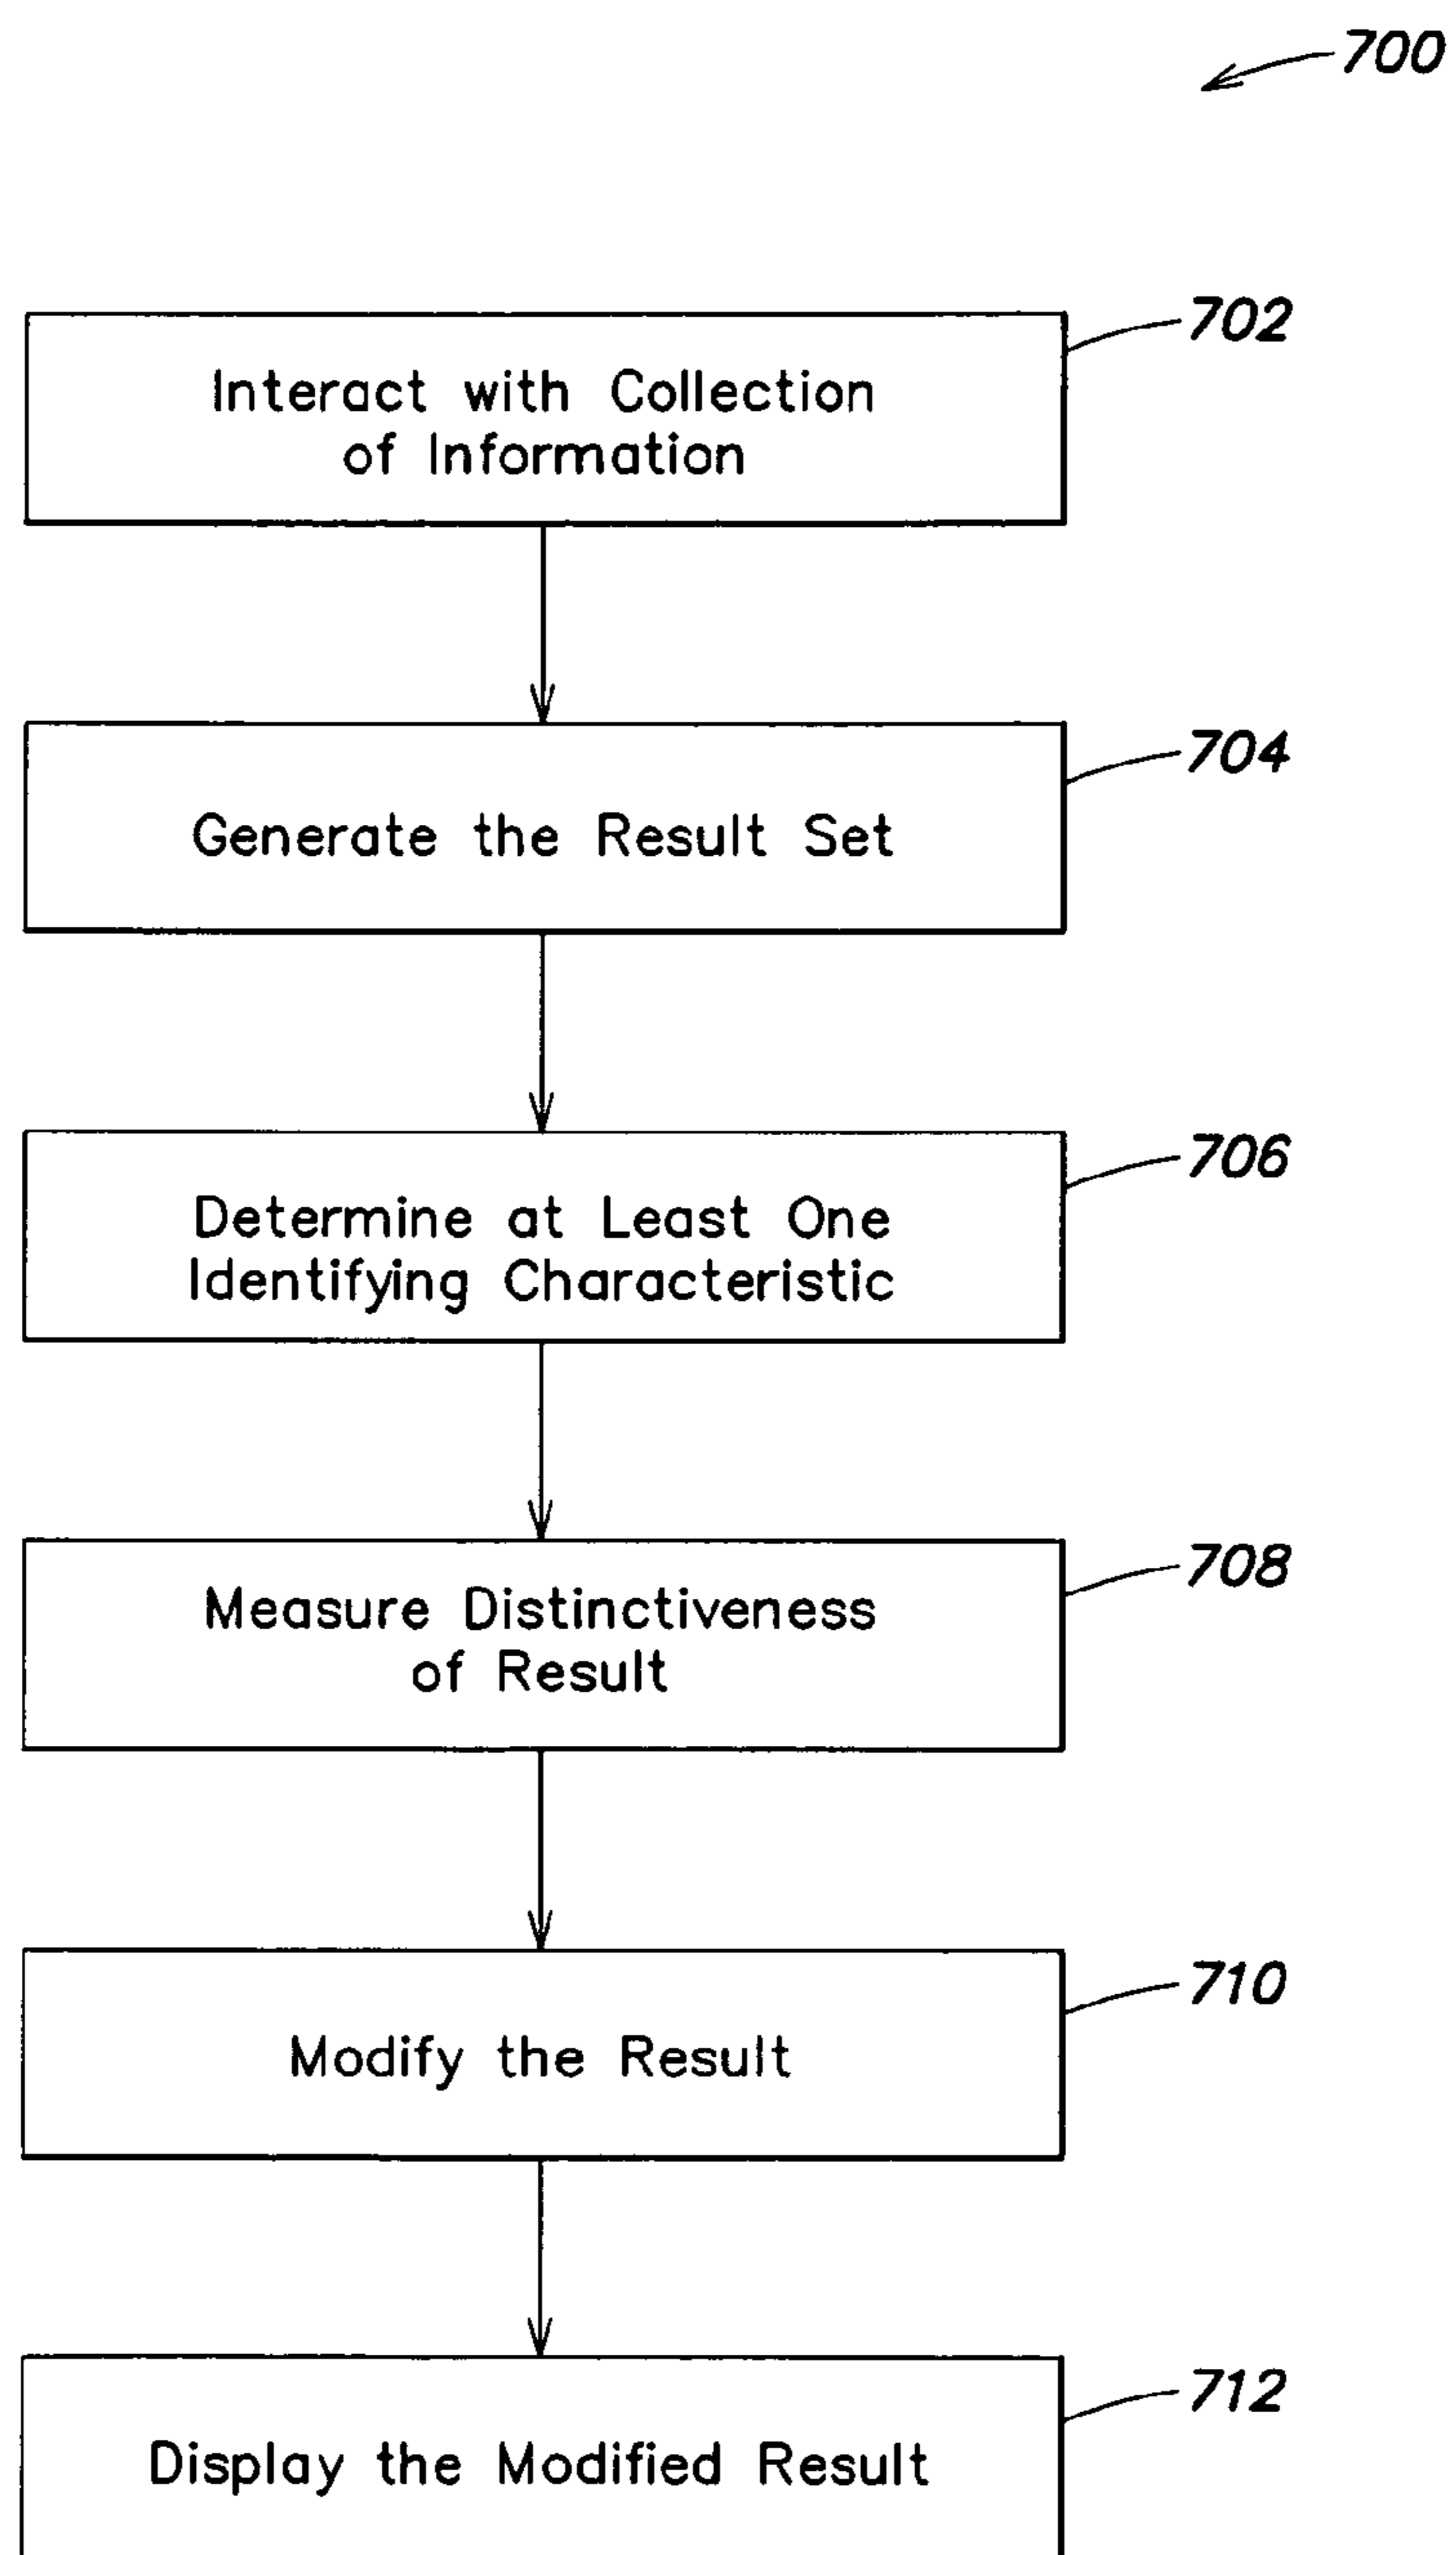 700
702
Interact with Collection
of Information
704
Generate the Result Set
706
Determine at Least One
Identifying Characteristic
708
Measure Distinctiveness
of Result
710
Modify the Result
712
Display the Modified Result